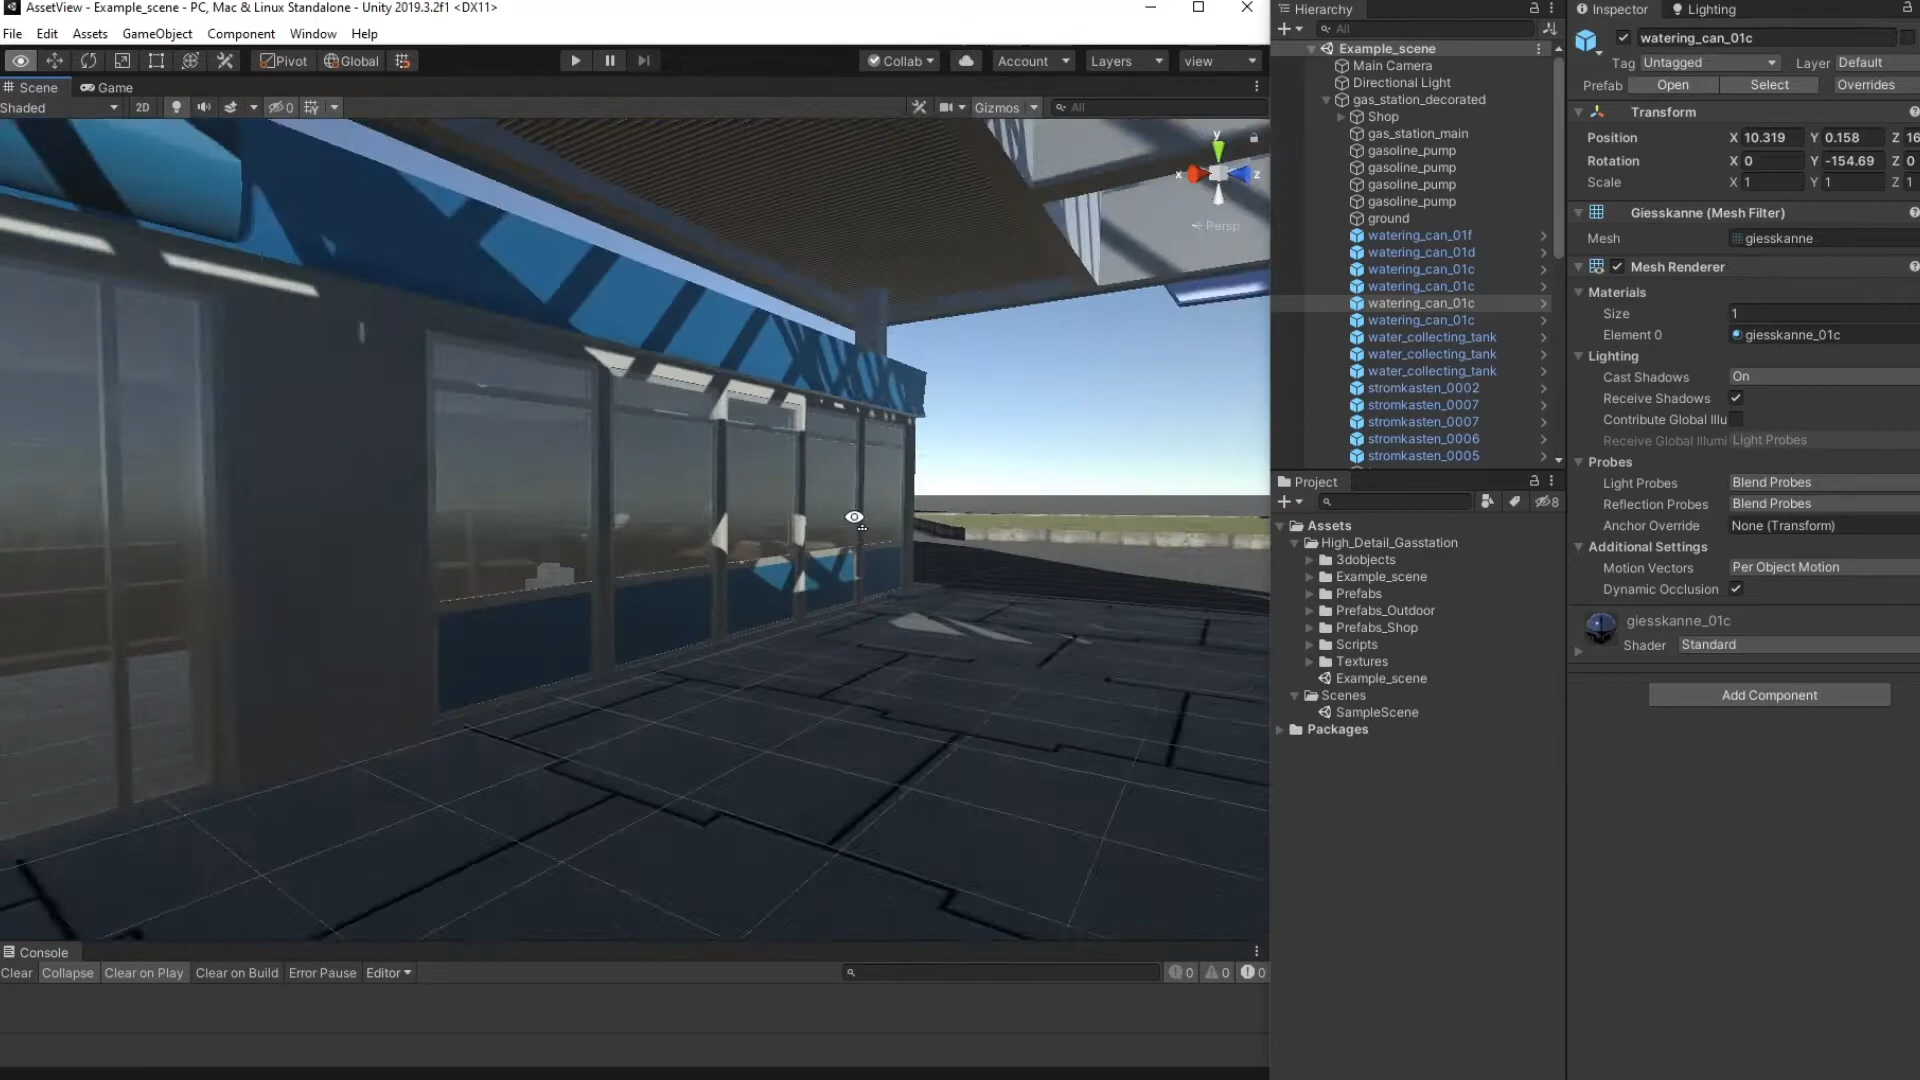 AssetView - Example_scene - PC, Mac & Linux Standalone - Unity 2019.3.2f1 <DX11>
File Edit Assets GameObject Component Window Help
Pivot Global Collab Account Layers view
Scene Game
Shaded 2D 0 Gizmos All
y
x z
Persp
Hierarchy
All
Example_scene
Main Camera
Directional Light
gas_station_decorated
Shop
gas_station_main
gasoline_pump
gasoline_pump
gasoline_pump
gasoline_pump
ground
watering_can_01f
watering_can_01d
watering_can_01c
watering_can_01c
watering_can_01c
watering_can_01c
water_collecting_tank
water_collecting_tank
water_collecting_tank
stromkasten_0002
stromkasten_0007
stromkasten_0007
stromkasten_0006
stromkasten_0005
Project
8
Assets
High_Detail_Gasstation
3dobjects
Example_scene
Prefabs
Prefabs_Outdoor
Prefabs_Shop
Scripts
Textures
Example_scene
Scenes
SampleScene
Packages
Inspector Lighting
watering_can_01c
Tag Untagged Layer Default
Prefab Open Select Overrides
Transform
Position X 10.319 Y 0.158 Z 16
Rotation X 0 Y -154.69 Z 0
Scale X 1 Y 1 Z 1
Giesskanne (Mesh Filter)
Mesh giesskanne
Mesh Renderer
Materials
Size 1
Element 0 giesskanne_01c
Lighting
Cast Shadows On
Receive Shadows
Contribute Global Illu
Receive Global Illumi Light Probes
Probes
Light Probes Blend Probes
Reflection Probes Blend Probes
Anchor Override None (Transform)
Additional Settings
Motion Vectors Per Object Motion
Dynamic Occlusion
giesskanne_01c
Shader Standard
Add Component
Console
Clear Collapse Clear on Play Clear on Build Error Pause Editor 0 0 0